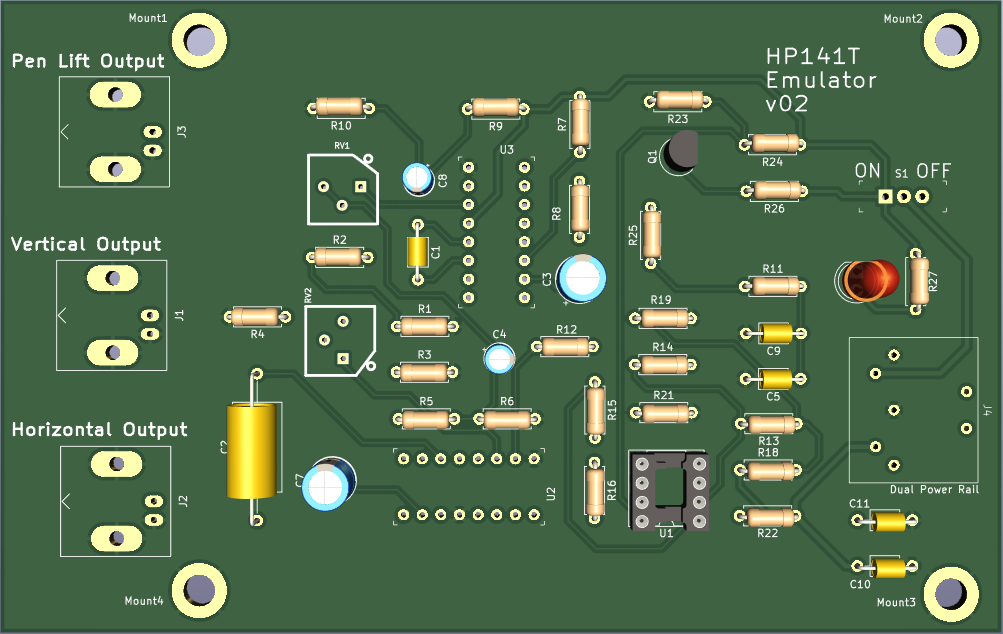 Mount1
Mount2
Pen Lift Output
HP141T
Emulator
v02
R10
R9
R7
R23
J3
RV1
U3
Q1
R24
C8
ON S1 OFF
R26
R8
R25
Vertical Output
R2
C1
C3
R11
R27
RV2
J1
R4
R1
R19
C4
R12
C9
R3
R14
C5
J4
R5
R6
R15
R21
Horizontal Output
R13
C2
R18
C7
U2
R16
J2
Dual Power Rail
C11
U1
R22
C10
Mount4
Mount3